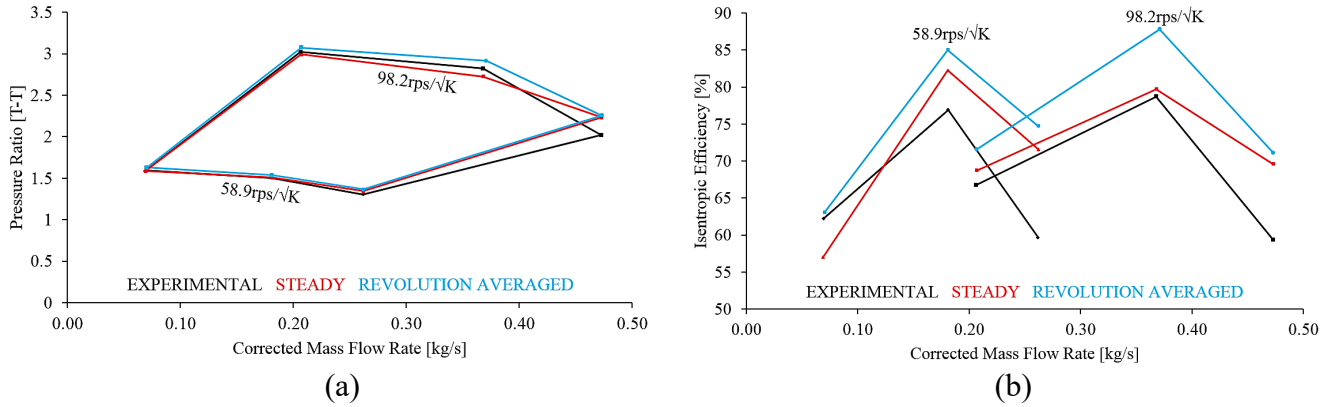 3.5
3
2.5
2
1.5
1
0.5
0
Pressure Ratio [T-T]
98.2rps/√K
58.9rps/√K
EXPERIMENTAL STEADY REVOLUTION AVERAGED
0.00 0.10 0.20 0.30 0.40 0.50
Corrected Mass Flow Rate [kg/s]
(a)
90
85
80
75
70
65
60
55
50
Isentropic Efficiency [%]
58.9rps/√K
98.2rps/√K
EXPERIMENTAL STEADY REVOLUTION AVERAGED
0.00 0.10 0.20 0.30 0.40 0.50
Corrected Mass Flow Rate [kg/s]
(b)